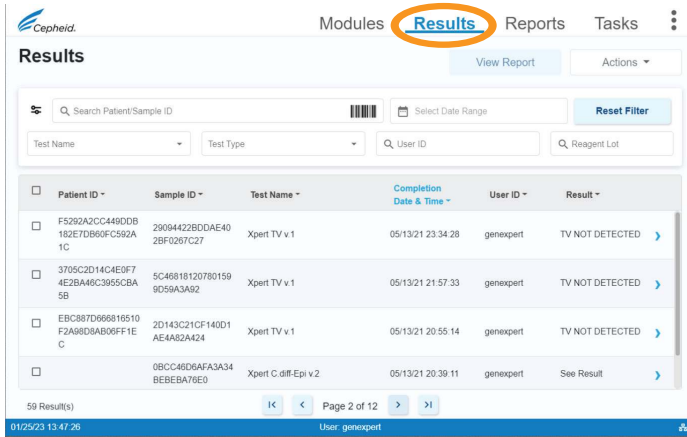 Cepheid.
Modules Results Reports Tasks
Results
View Report
Actions
Search Patient/Sample ID
Select Date Range
Reset Filter
Test Name
Test Type
User ID
Reagent Lot
Patient ID
Sample ID
Test Name
Completion
Date & Time
User ID
Result
F5292A2CC449DDB
182E7DB60FC592A
1C
29094422BDDAE40
2BF0267C27
Xpert TV v.1
05/13/21 23:34:28
genexpert
TV NOT DETECTED
3705C2D14C4E0F7
4E2BA46C3955CBA
5B
5C46818120780159
9D59A3A92
Xpert TV v.1
05/13/21 21:57:33
genexpert
TV NOT DETECTED
EBC887D666816510
F2A98D8AB06FF1E
C
2D143C21CF140D1
AE4A82A424
Xpert TV v.1
05/13/21 20:55:14
genexpert
TV NOT DETECTED
0BCC46D6AFA3A34
BEBEBA76E0
Xpert C.diff-Epi v.2
05/13/21 20:39:11
genexpert
See Result
59 Result(s)
Page 2 of 12
01/25/23 13:47:26
User: genexpert